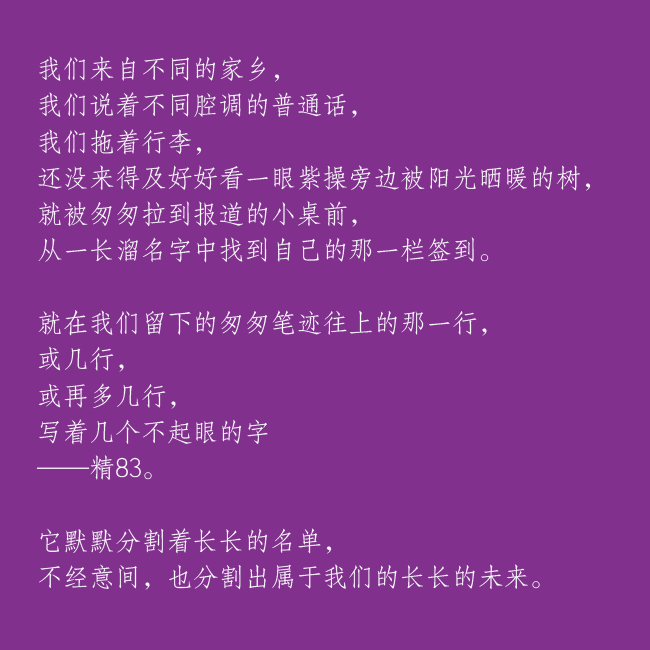 我们来自不同的家乡，
我们说着不同腔调的普通话，
我们拖着行李，
还没来得及好好看一眼紫操旁边被阳光晒暖的树，
就被匆匆拉到报道的小桌前，
从一长溜名字中找到自己的那一栏签到。
就在我们留下的匆匆笔迹往上的那一行，
或几行，
或再多几行，
写着几个不起眼的字
——精83。
它默默分割着长长的名单，
不经意间，也分割出属于我们的长长的未来。